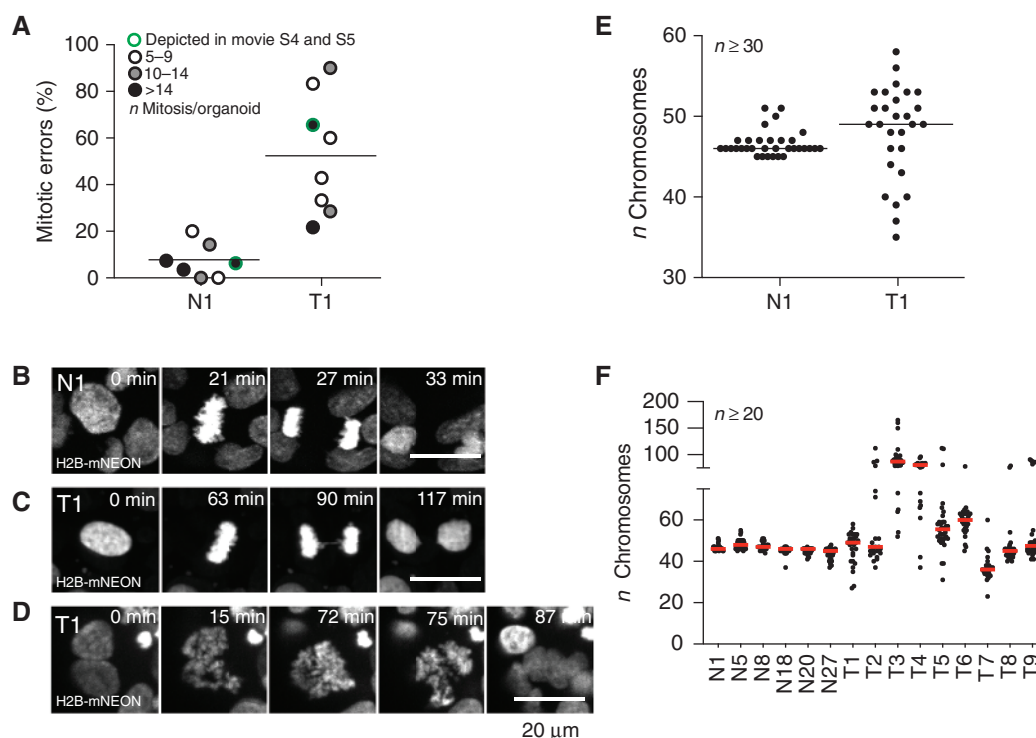 A
100
80
60
40
20
0
Mitotic errors (%)
Depicted in movie S4 and S5
5–9
10–14
>14
n Mitosis/organoid
N1
T1
B
N1
0 min
21 min
27 min
33 min
H2B-mNEON
C
T1
0 min
63 min
90 min
117 min
H2B-mNEON
D
T1
0 min
15 min
72 min
75 min
87 min
H2B-mNEON
20 μm
E
60
50
40
30
n Chromosomes
n ≥ 30
N1
T1
F
200
150
100
60
40
20
0
n Chromosomes
n ≥ 20
N1
N5
N8
N18
N20
N27
T1
T2
T3
T4
T5
T6
T7
T8
T9